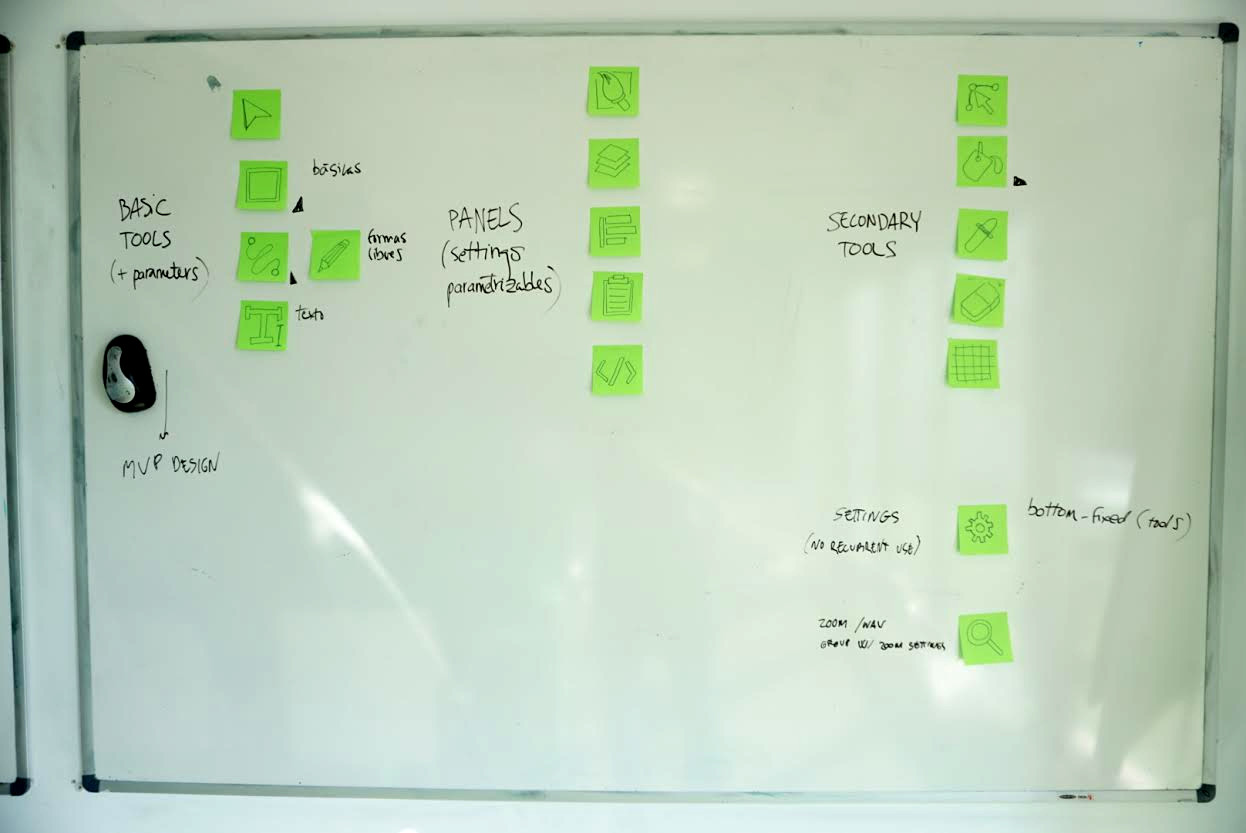 BASIC
TOOLS
(+ parameters)
básicas
formas
libres
texto
MVP DESIGN
PANELS
(settings
parametrizables)
SECONDARY
TOOLS
SETTINGS
(NO RECURRENT USE)
bottom-fixed (tools)
ZOOM /NAV
GROUP W/ ZOOM SETTINGS